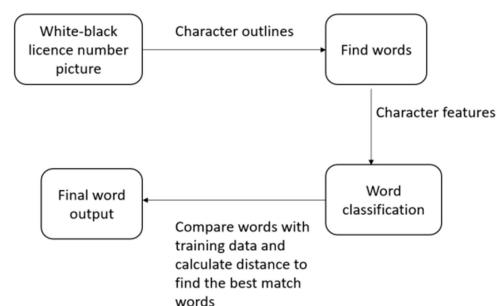 White-black
licence number
picture
Character outlines
Find words
Character features
Word
classification
Compare words with
training data and
calculate distance to
find the best match
words
Final word
output